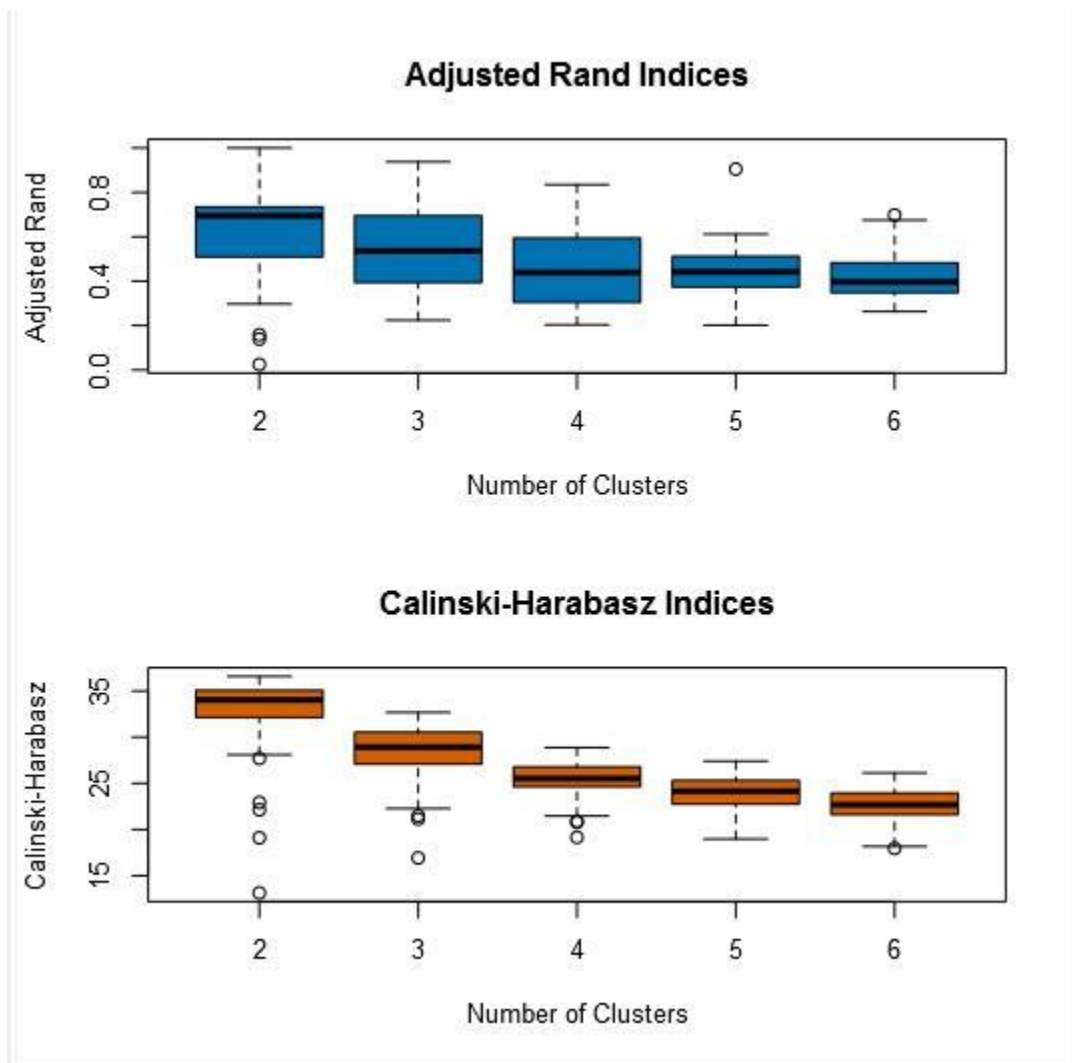 Adjusted Rand Indices
Adjusted Rand
0.8
0.4
0.0
2 3 4 5 6
Number of Clusters
Calinski-Harabasz Indices
Calinski-Harabasz
35
25
15
2 3 4 5 6
Number of Clusters